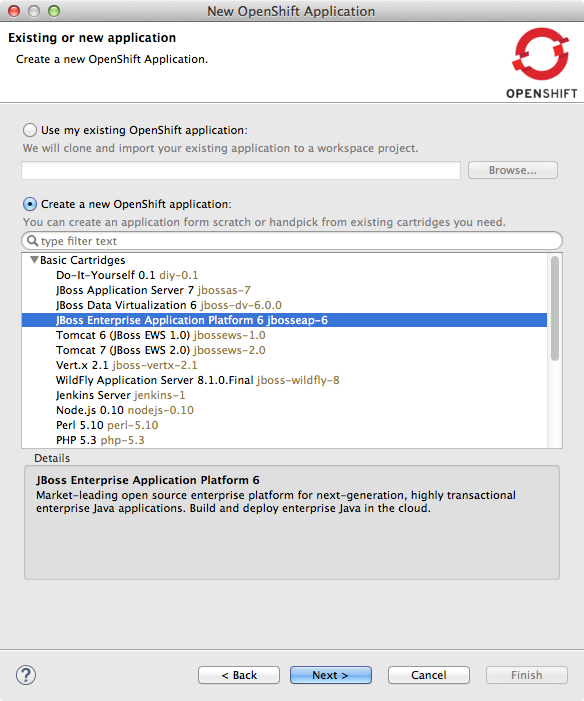 New OpenShift Application
Existing or new application
Create a new OpenShift Application.
OPENSHIFT
Use my existing OpenShift application:
We will clone and import your existing application to a workspace project.
Browse...
Create a new OpenShift application:
You can create an application form scratch or handpick from existing cartridges you need.
type filter text
Basic Cartridges
Do-It-Yourself 0.1 diy-0.1
JBoss Application Server 7 jbossas-7
JBoss Data Virtualization 6 jboss-dv-6.0.0
JBoss Enterprise Application Platform 6 jbosseap-6
Tomcat 6 (JBoss EWS 1.0) jbossews-1.0
Tomcat 7 (JBoss EWS 2.0) jbossews-2.0
Vert.x 2.1 jboss-vertx-2.1
WildFly Application Server 8.1.0.Final jboss-wildfly-8
Jenkins Server jenkins-1
Node.js 0.10 nodejs-0.10
Perl 5.10 perl-5.10
PHP 5.3 php-5.3
Details
JBoss Enterprise Application Platform 6
Market-leading open source enterprise platform for next-generation, highly transactional
enterprise Java applications. Build and deploy enterprise Java in the cloud.
?
< Back
Next >
Cancel
Finish